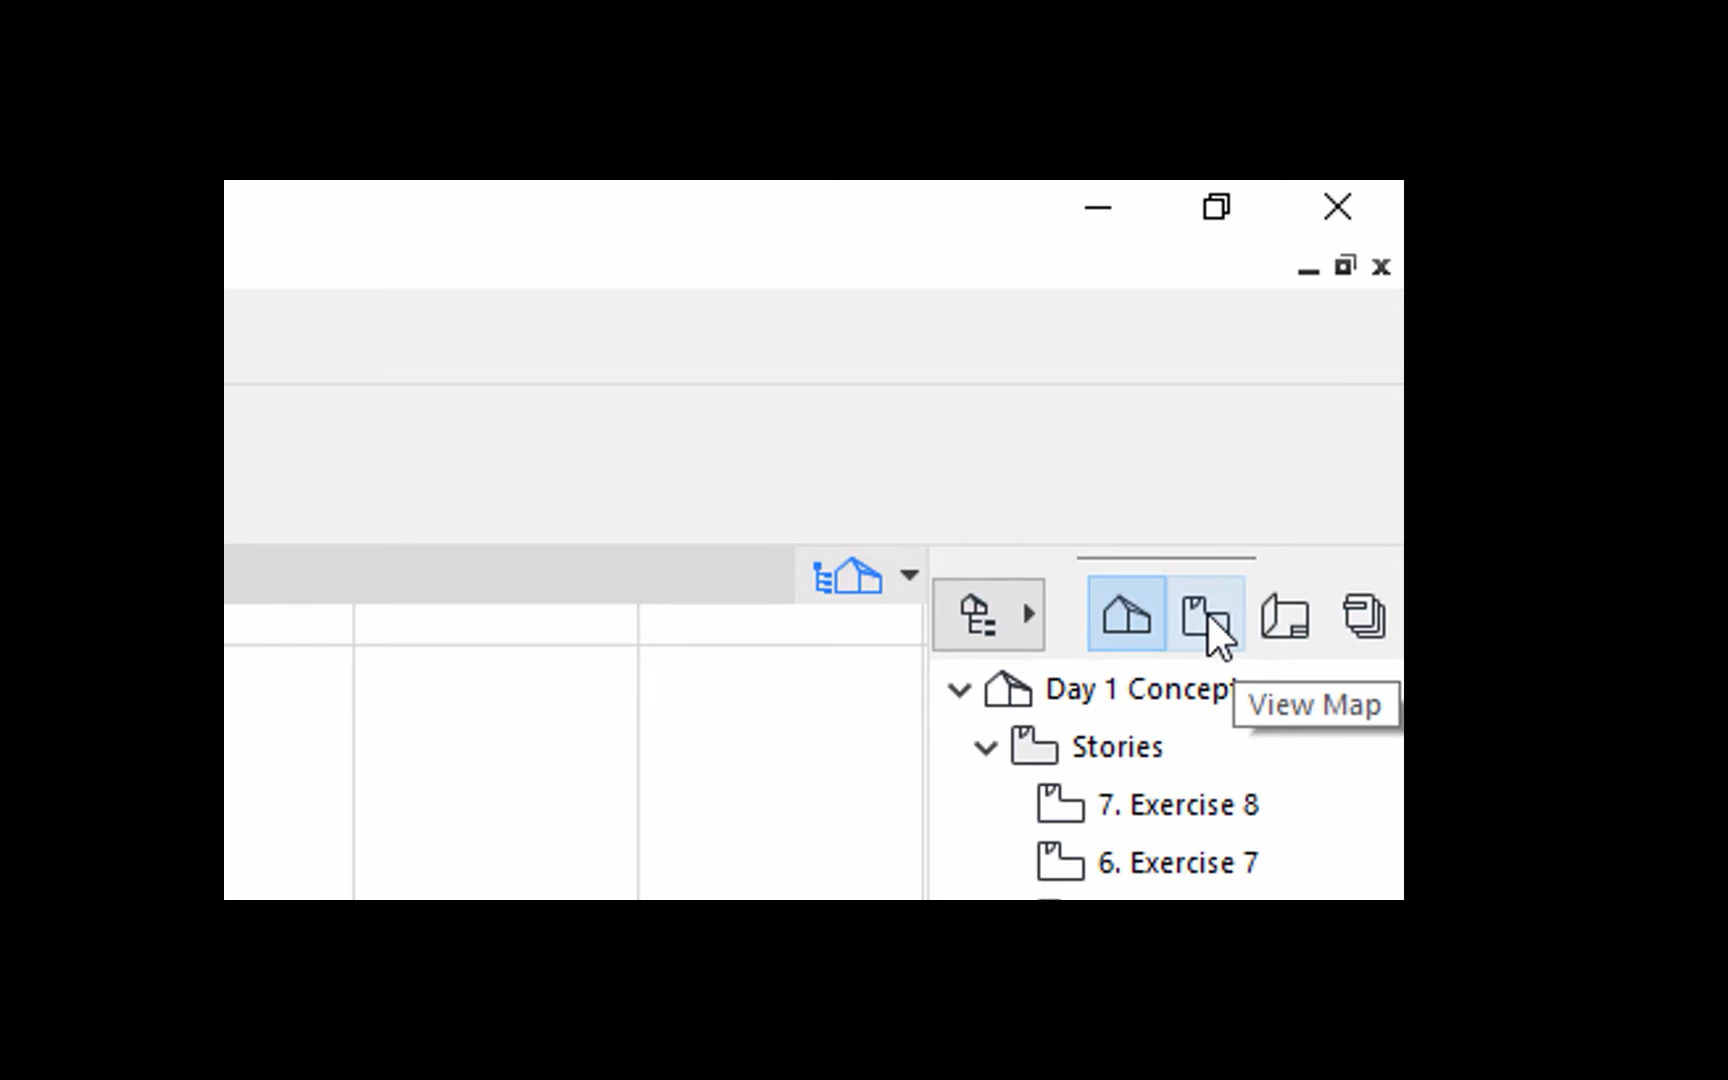 Day 1 Concept
View Map
Stories
7. Exercise 8
6. Exercise 7